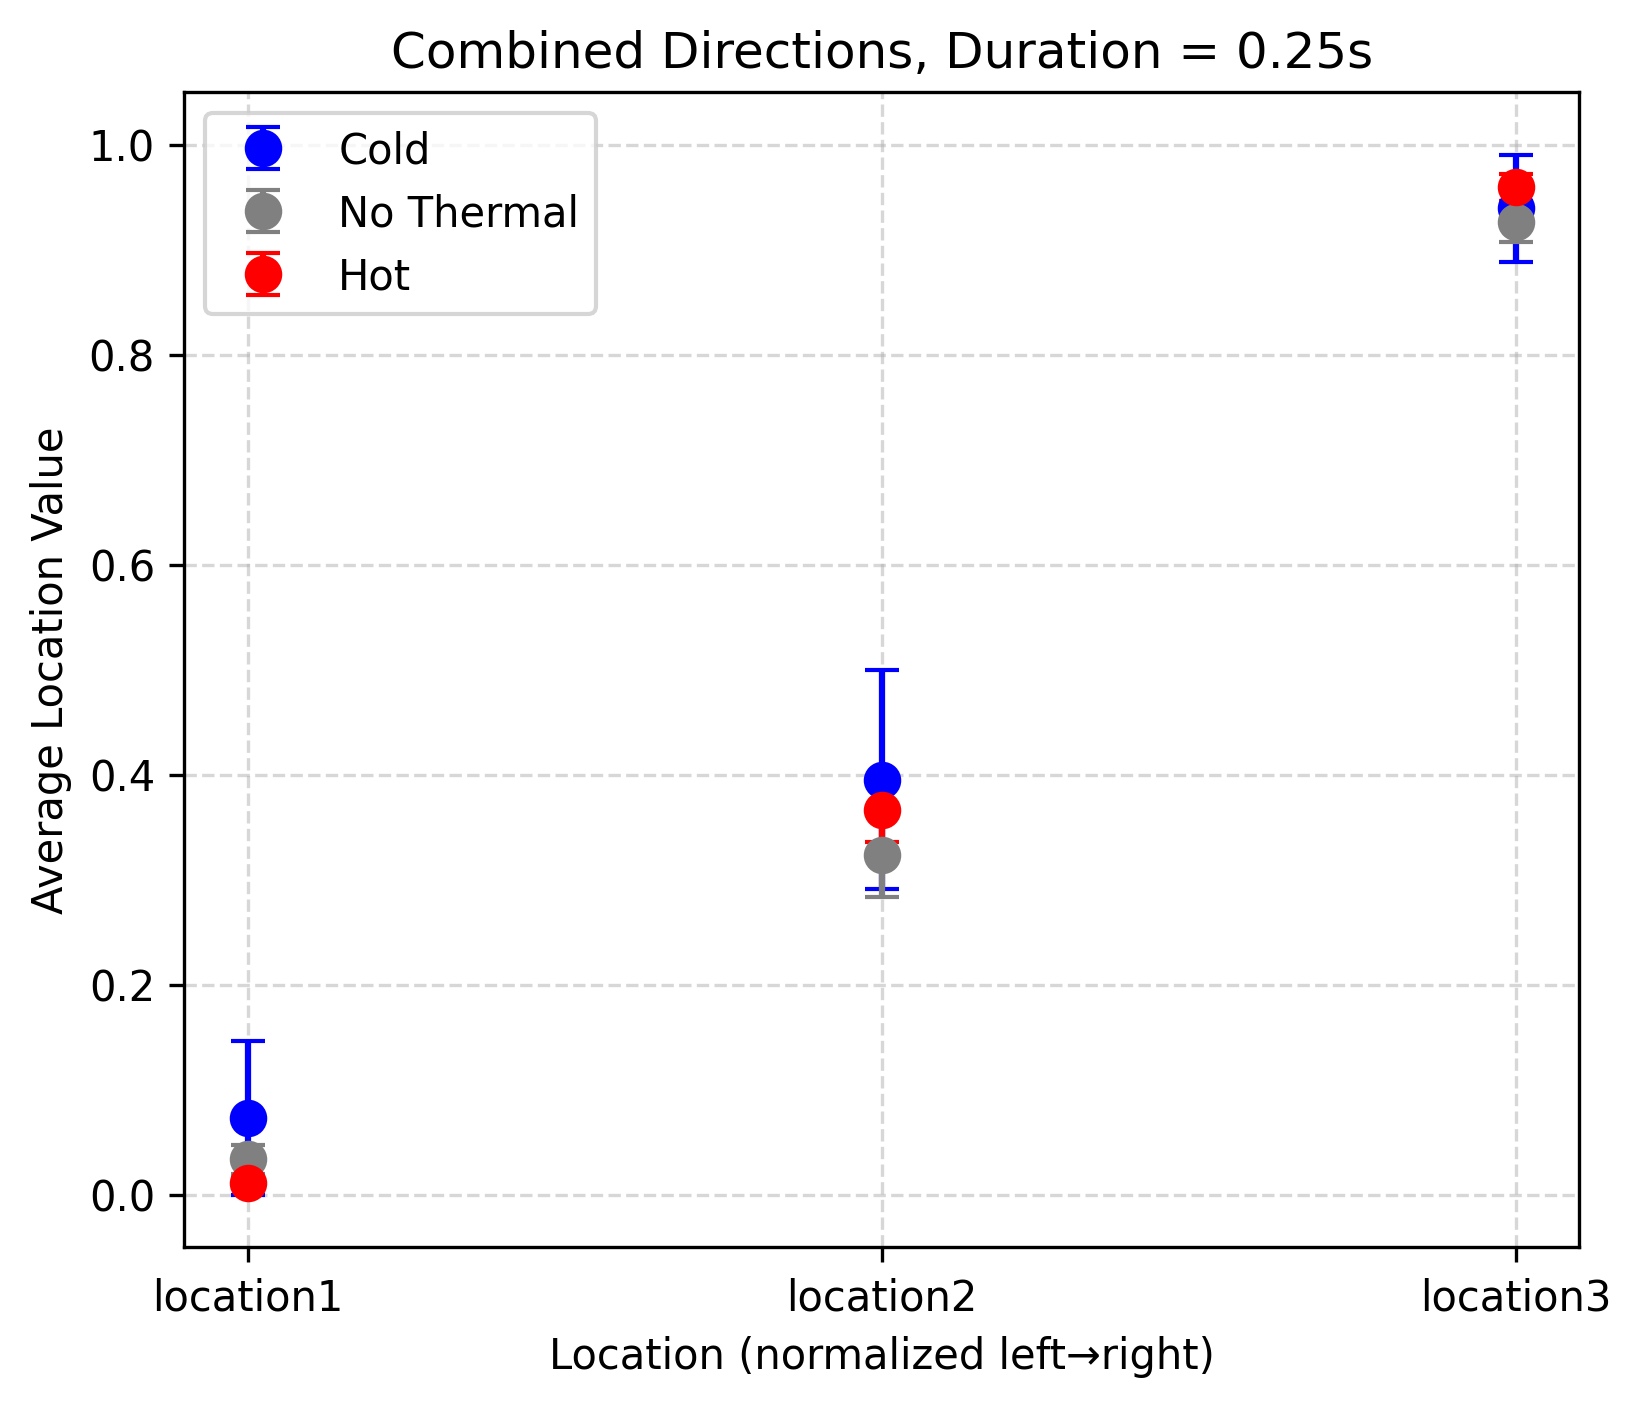 Combined Directions, Duration = 0.25s
Cold
No Thermal
Hot
1.0
0.8
0.6
0.4
0.2
0.0
Average Location Value
location1
location2
location3
Location (normalized left→right)